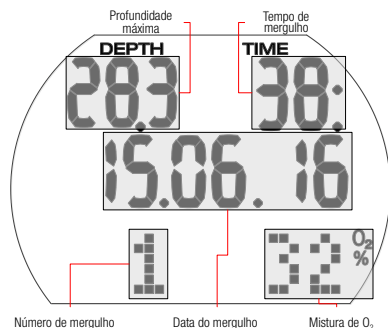 Profundidade
máxima
Tempo de
mergulho
DEPTH
TIME
28.3
38:
15.06.16
1
32 O2
%
Número de mergulho
Data do mergulho
Mistura de O2